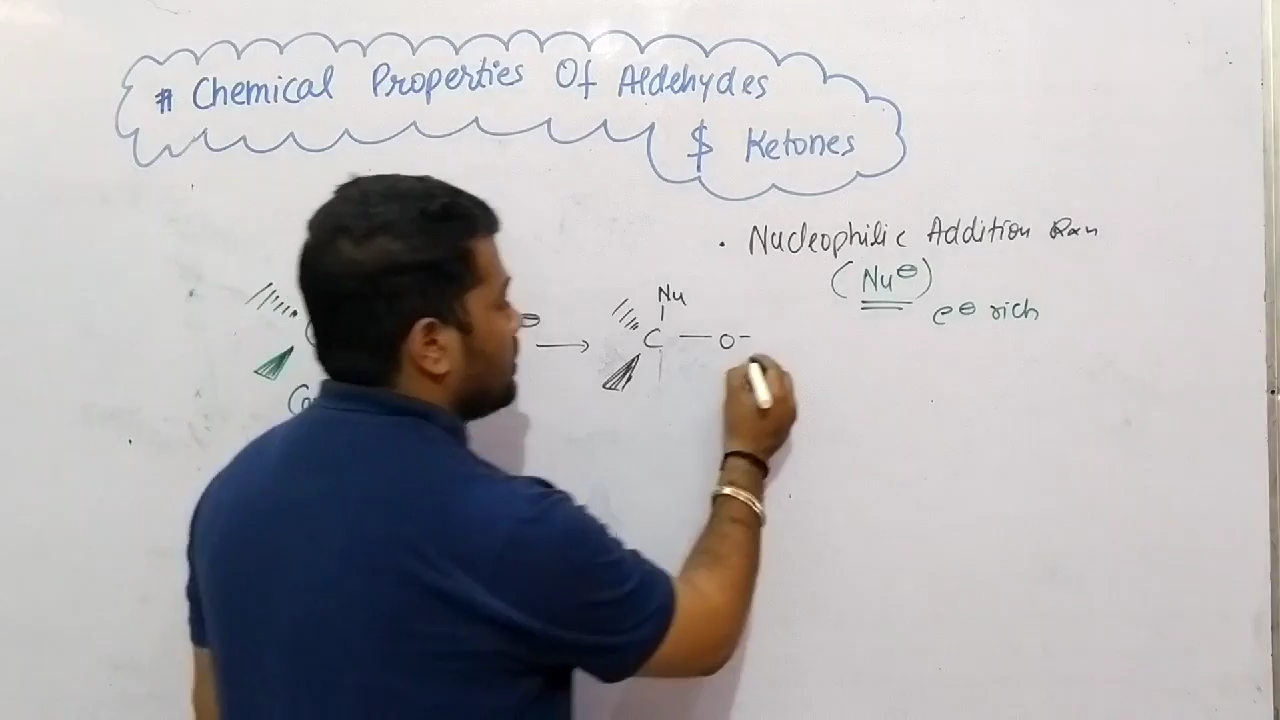 # Chemical Properties Of Aldehydes
$ Ketones
• Nucleophilic Addition Rxn
(Nu⊖)
e⊖ rich
Nu
C — O−